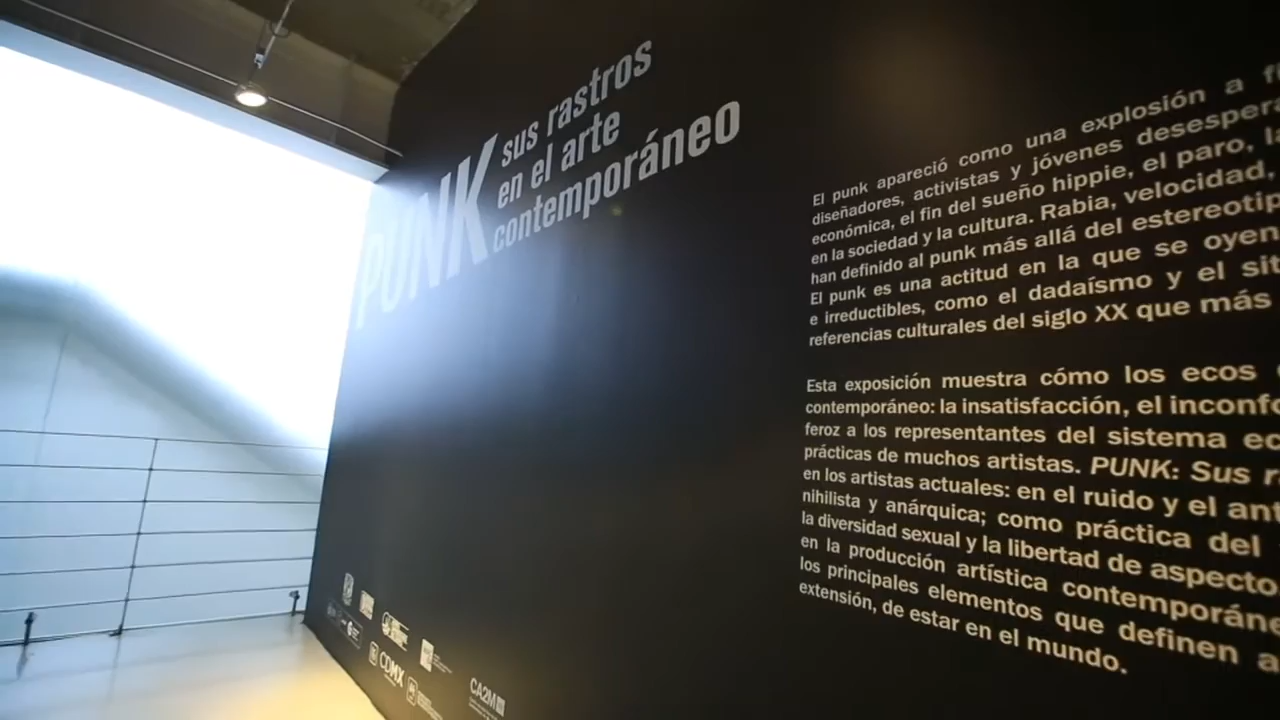 PUNK
sus rastros
en el arte
contemporáneo
El punk apareció como una explosión a
diseñadores, activistas y jóvenes
económica, el fin del sueño hippie, el paro,
en la sociedad y la cultura. Rabia, velocidad,
han definido al punk más allá del
El punk es una actitud en la que se oyen
e irreductibles, como el dadaísmo y el
referencias culturales del siglo XX que más
Esta exposición muestra cómo los ecos
contemporáneo: la insatisfacción, el
feroz a los representantes del sistema
prácticas de muchos artistas. PUNK: Sus
en los artistas actuales: en el ruido y el
nihilista y anárquica; como práctica del
la diversidad sexual y la libertad de aspecto
en la producción artística
los principales elementos que definen
extensión, de estar en el mundo.
CDMX
CA2M